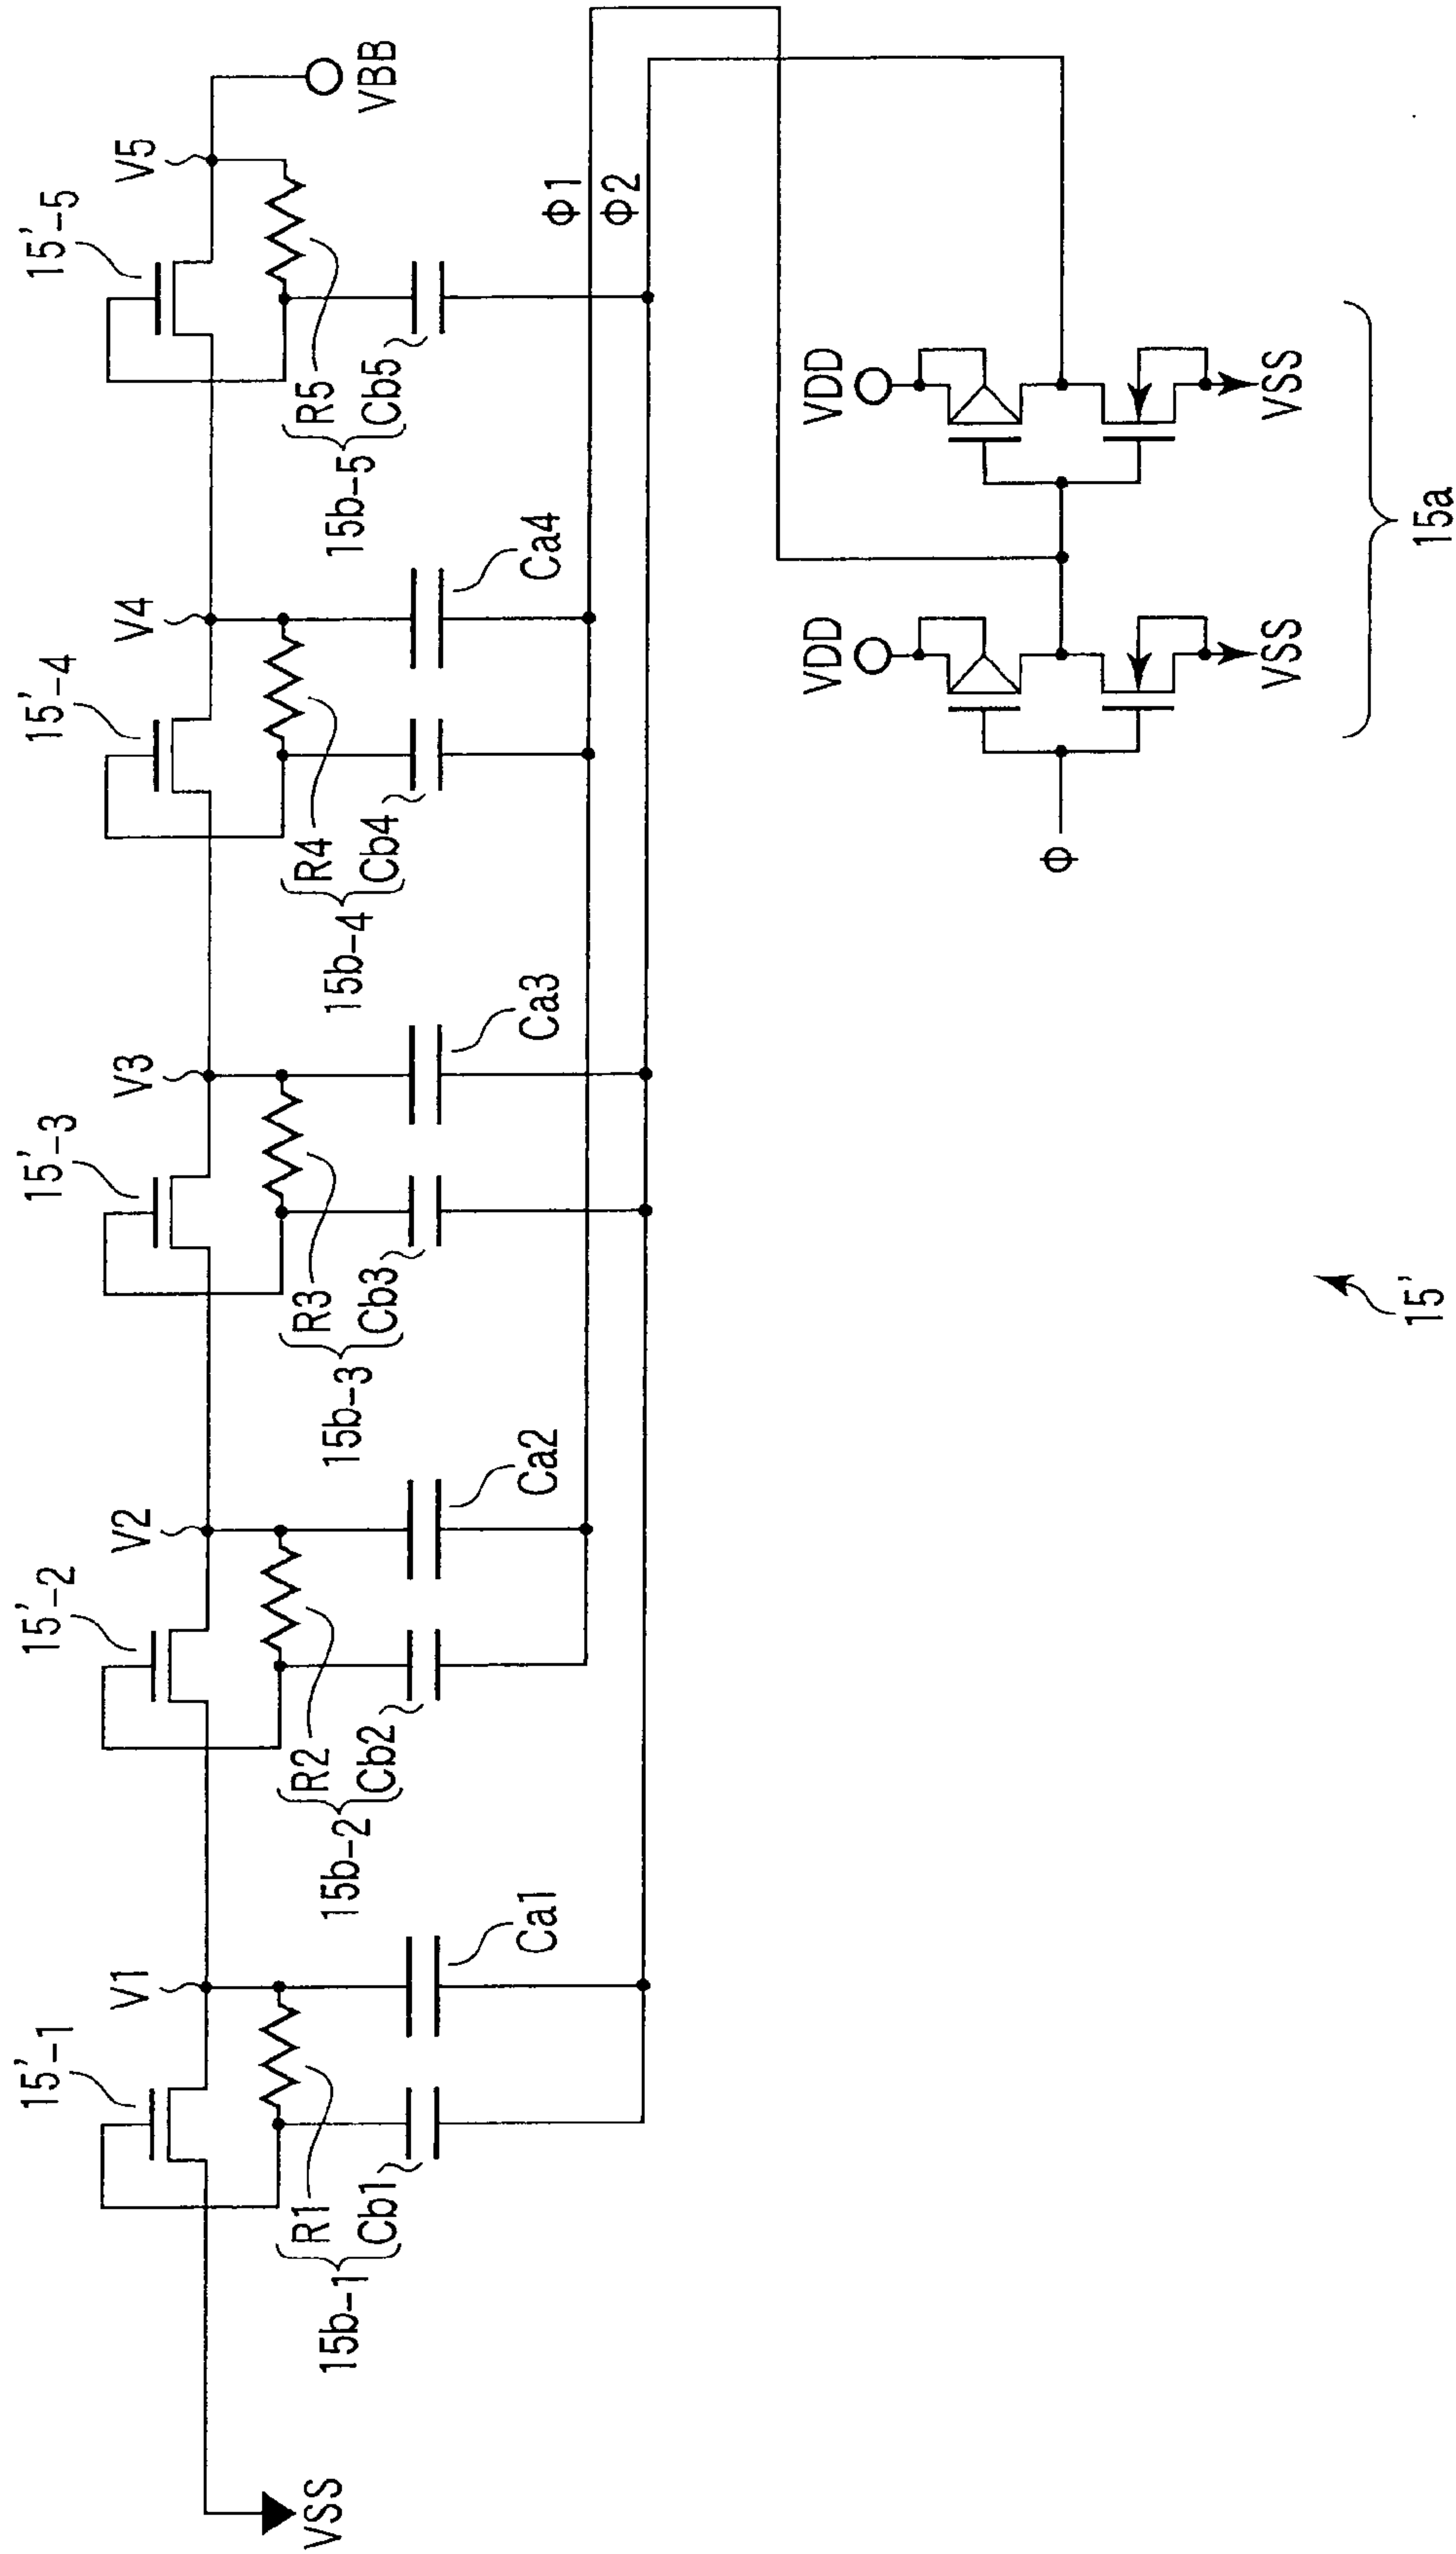 15'-1
15'-2
15'-3
15'-4
15'-5
V1
V2
V3
V4
V5
VSS
VBB
R1
Cb1
15b-1
Ca1
R2
Cb2
15b-2
Ca2
R3
Cb3
15b-3
Ca3
R4
Cb4
15b-4
Ca4
R5
Cb5
15b-5
Φ1
Φ2
VDD
VDD
Φ
VSS
VSS
15a
15'